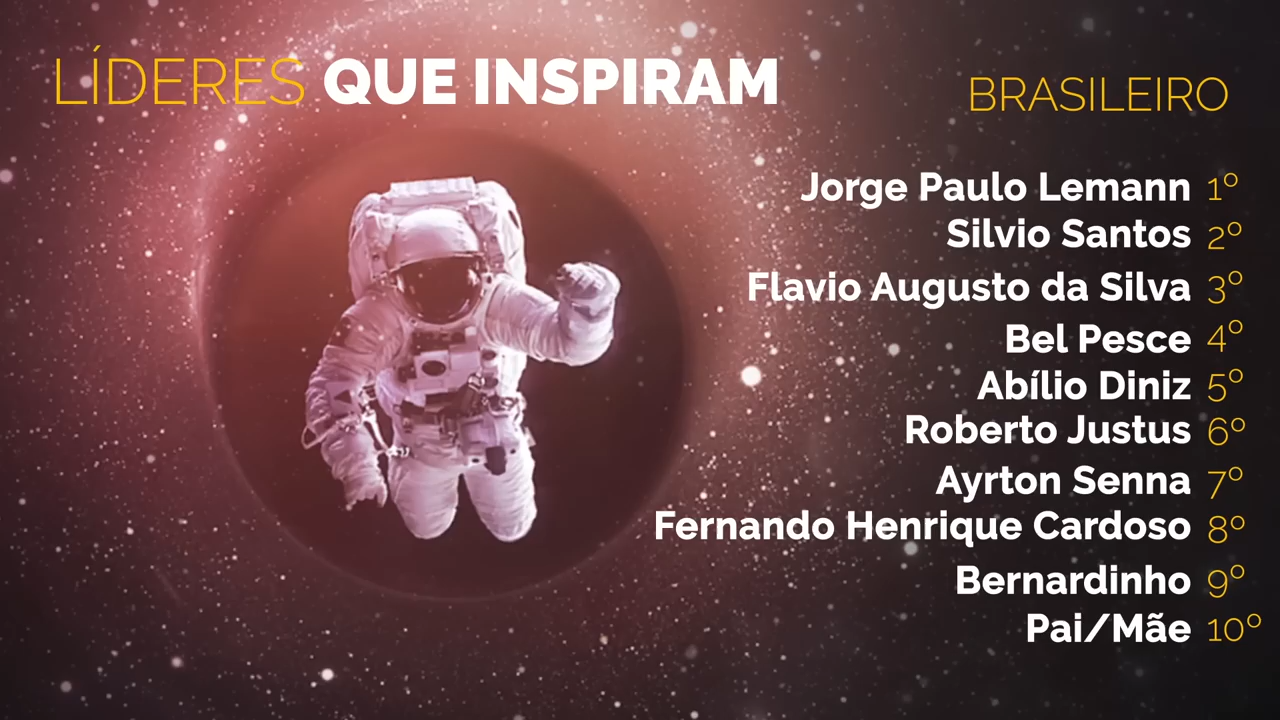 LÍDERES QUE INSPIRAM
BRASILEIRO
Jorge Paulo Lemann 1º
Silvio Santos 2º
Flavio Augusto da Silva 3º
Bel Pesce 4º
Abílio Diniz 5º
Roberto Justus 6º
Ayrton Senna 7º
Fernando Henrique Cardoso 8º
Bernardinho 9º
Pai/Mãe 10º